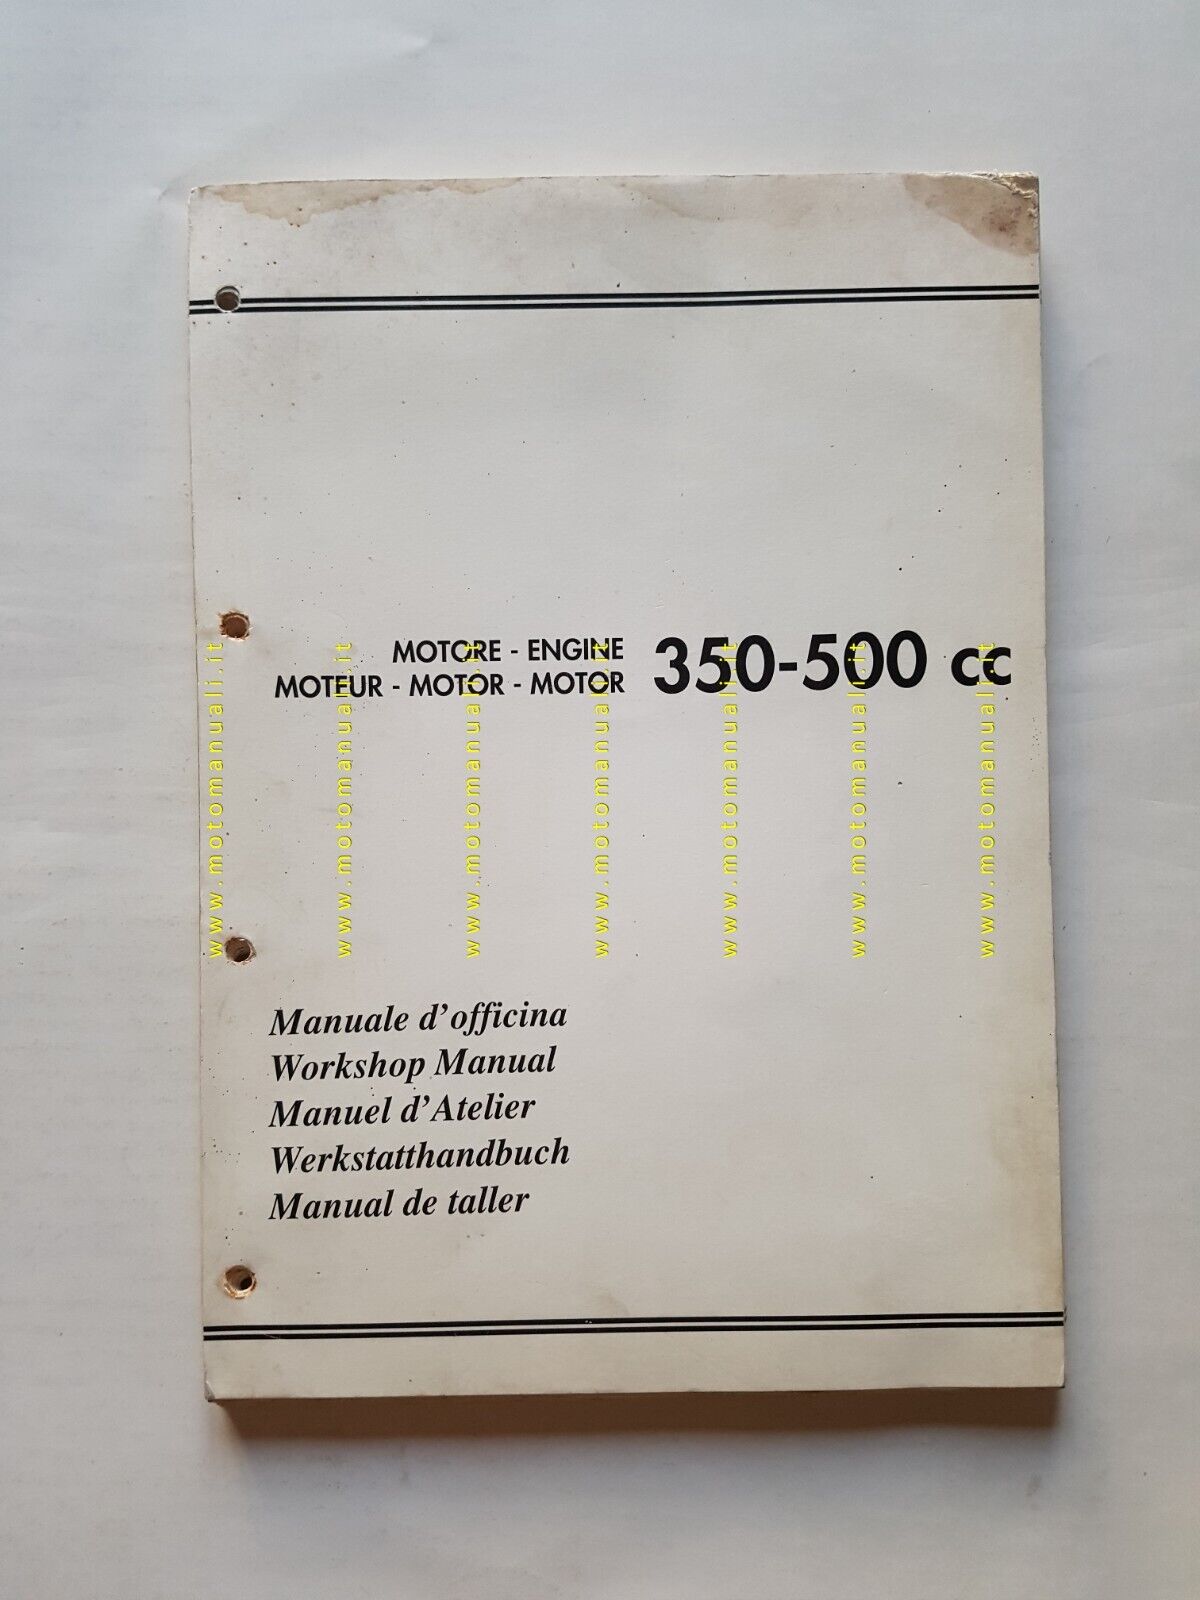 MOTORE - ENGINE 350-500 cc
MOTEUR - MOTOR - MOTOR
www.motomanuali.it
www.motomanuali.it
www.motomanuali.it
www.motomanuali.it
www.motomanuali.it
www.motomanuali.it
www.motomanuali.it
Manuale d'officina
Workshop Manual
Manuel d'Atelier
Werkstatthandbuch
Manual de taller